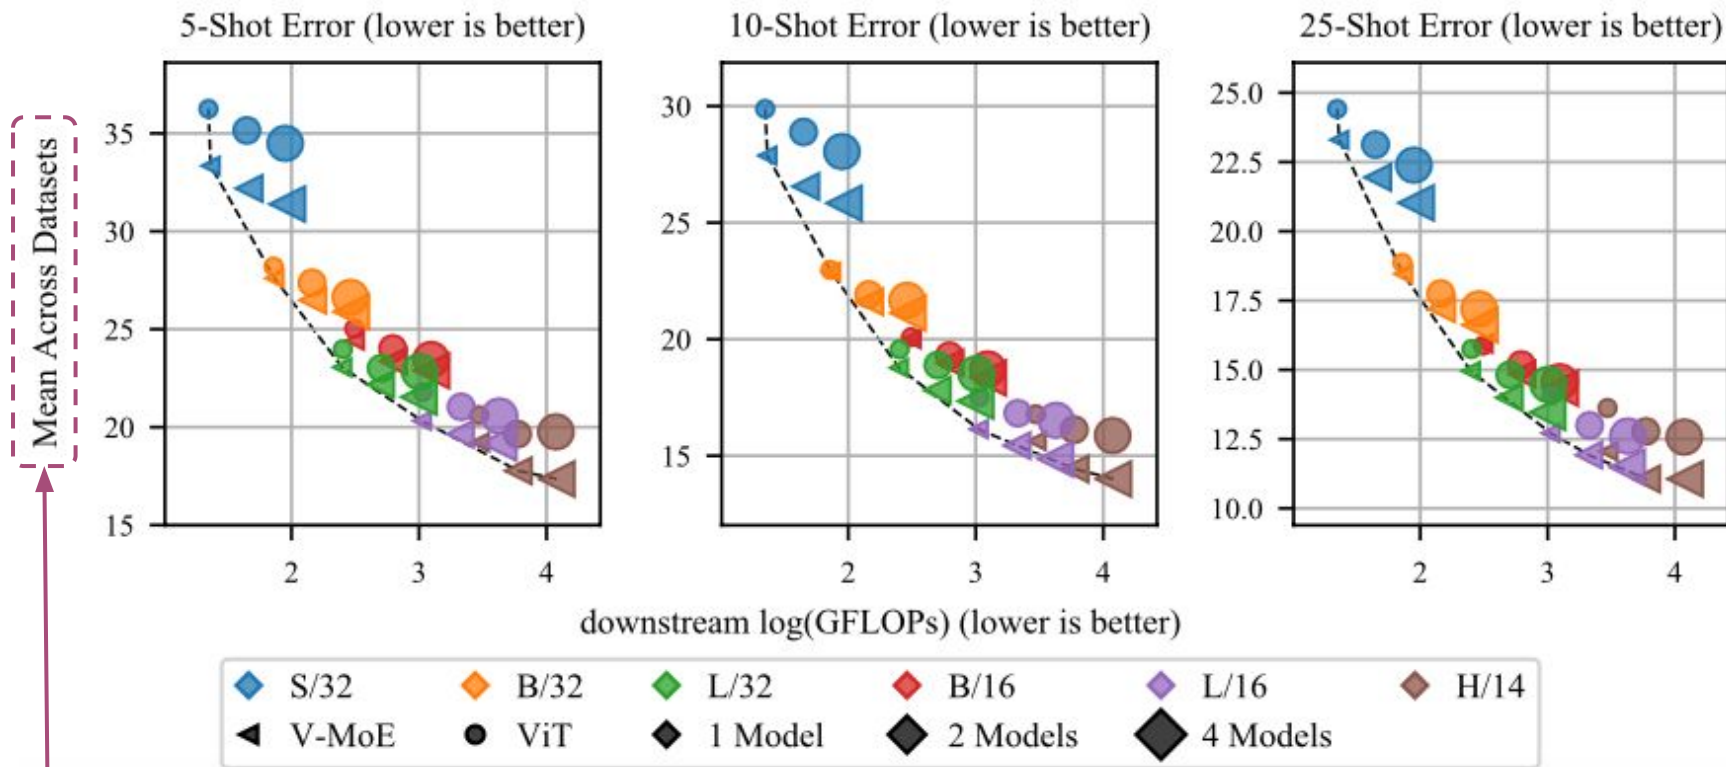 5-Shot Error (lower is better)
10-Shot Error (lower is better)
25-Shot Error (lower is better)
Mean Across Datasets
35
30
25
20
15
2 3 4
30
25
20
15
2 3 4
25.0
22.5
20.0
17.5
15.0
12.5
10.0
2 3 4
downstream log(GFLOPs) (lower is better)
S/32 B/32 L/32 B/16 L/16 H/14
V-MoE ViT 1 Model 2 Models 4 Models